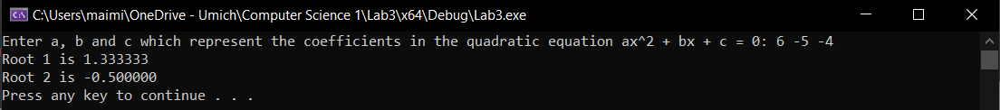 C:\Users\maimi\OneDrive - Umich\Computer Science 1\Lab3\x64\Debug\Lab3.exe
Enter a, b and c which represent the coefficients in the quadratic equation ax^2 + bx + c = 0: 6 -5 -4
Root 1 is 1.333333
Root 2 is -0.500000
Press any key to continue . . .